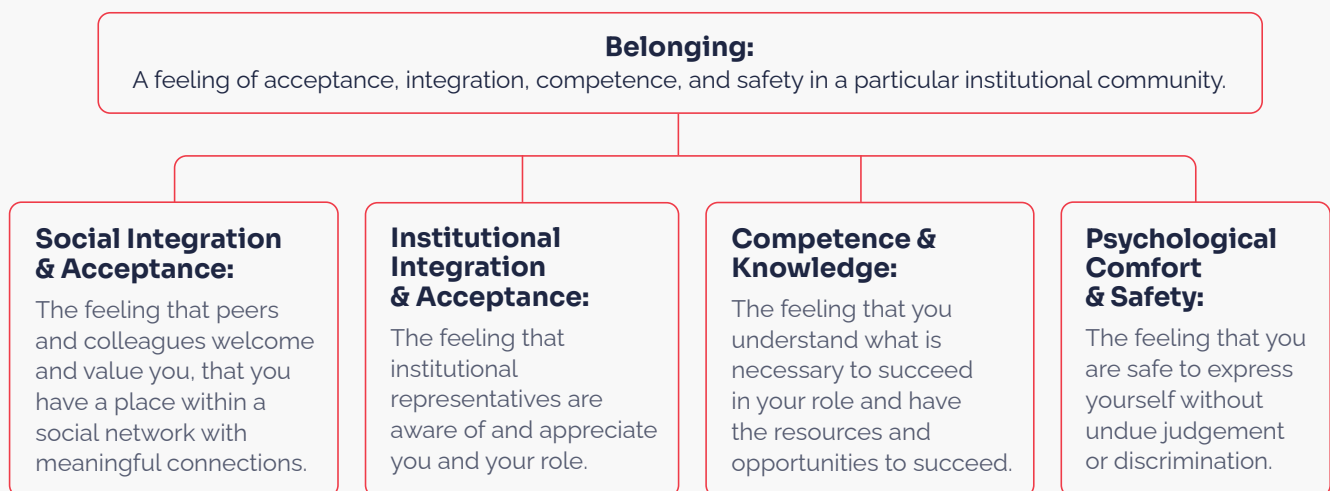 Belonging:
A feeling of acceptance, integration, competence, and safety in a particular institutional community.
Social Integration
& Acceptance:
The feeling that peers
and colleagues welcome
and value you, that you
have a place within a
social network with
meaningful connections.
Institutional
Integration
& Acceptance:
The feeling that
institutional
representatives are
aware of and appreciate
you and your role.
Competence &
Knowledge:
The feeling that you
understand what is
necessary to succeed
in your role and have
the resources and
opportunities to succeed.
Psychological
Comfort
& Safety:
The feeling that you
are safe to express
yourself without
undue judgement
or discrimination.